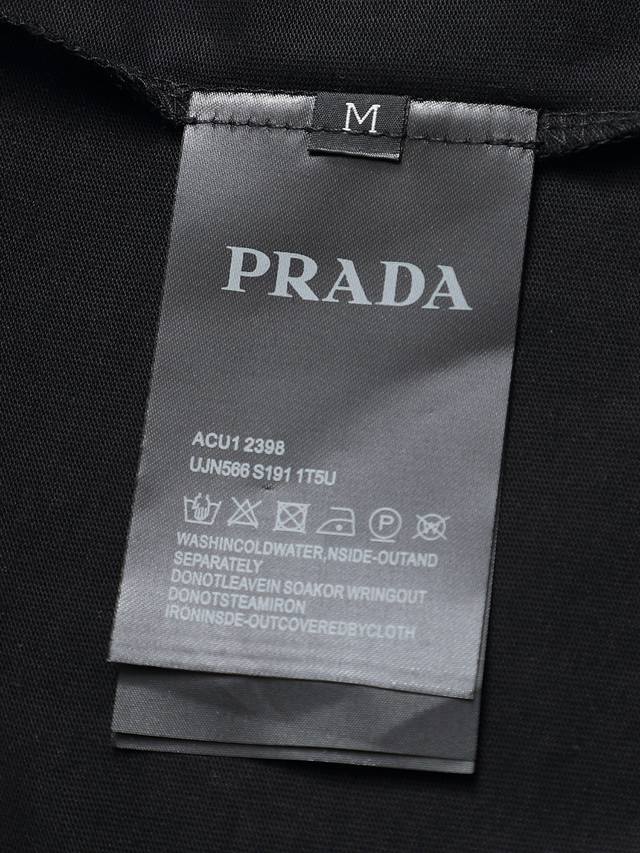 M
PRADA
ACU1 2398
UJN566 S191 1T5U
P
WASHINCOLDWATER,NSIDE-OUTAND
SEPARATELY
DONOTLEAVEIN SOAKOR WRINGOUT
DONOTSTEAMIRON
IRONINSDE-OUTCOVEREDBYCLOTH